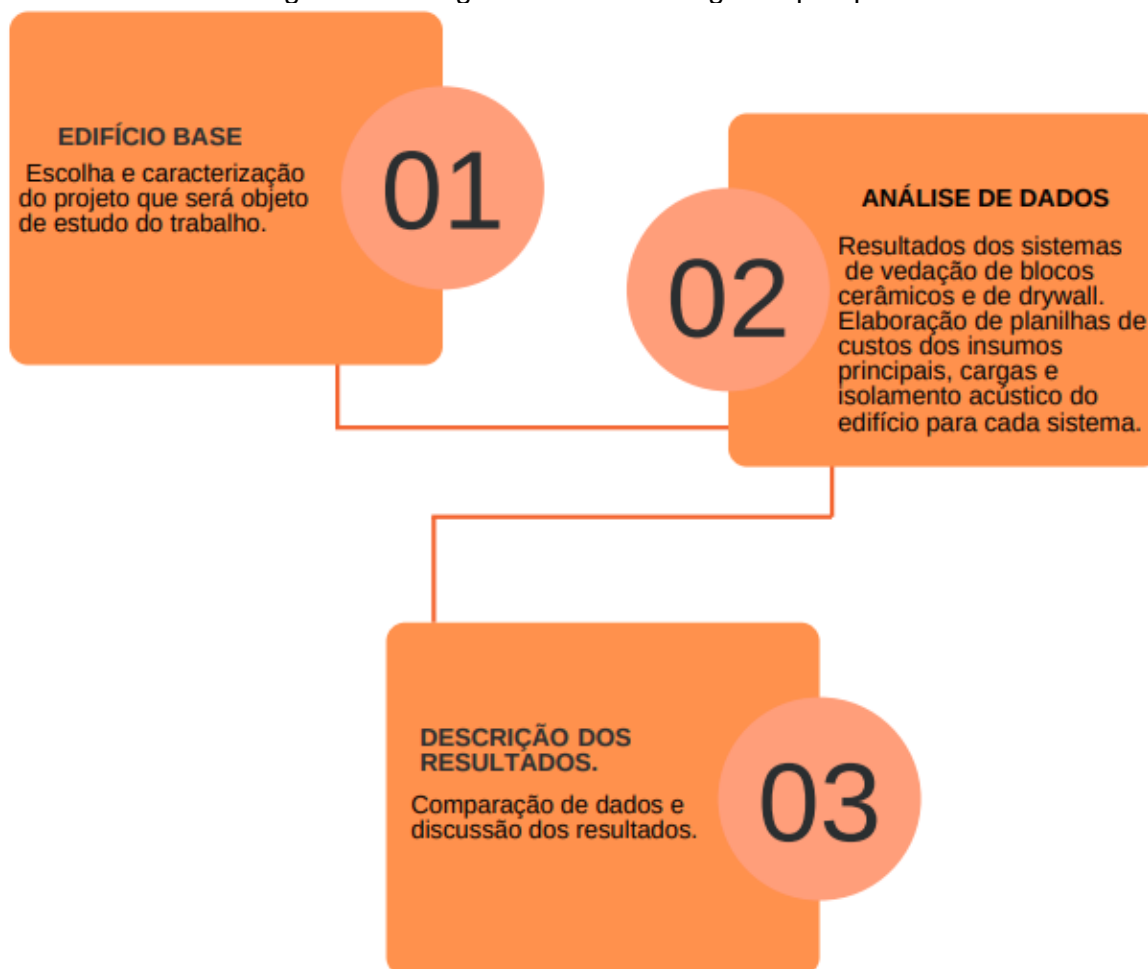 EDIFÍCIO BASE
Escolha e caracterização
do projeto que será objeto
de estudo do trabalho.
01
ANÁLISE DE DADOS
Resultados dos sistemas
de vedação de blocos
cerâmicos e de drywall.
Elaboração de planilhas de
custos dos insumos
principais, cargas e
isolamento acústico do
edifício para cada sistema.
02
DESCRIÇÃO DOS
RESULTADOS.
Comparação de dados e
discussão dos resultados.
03